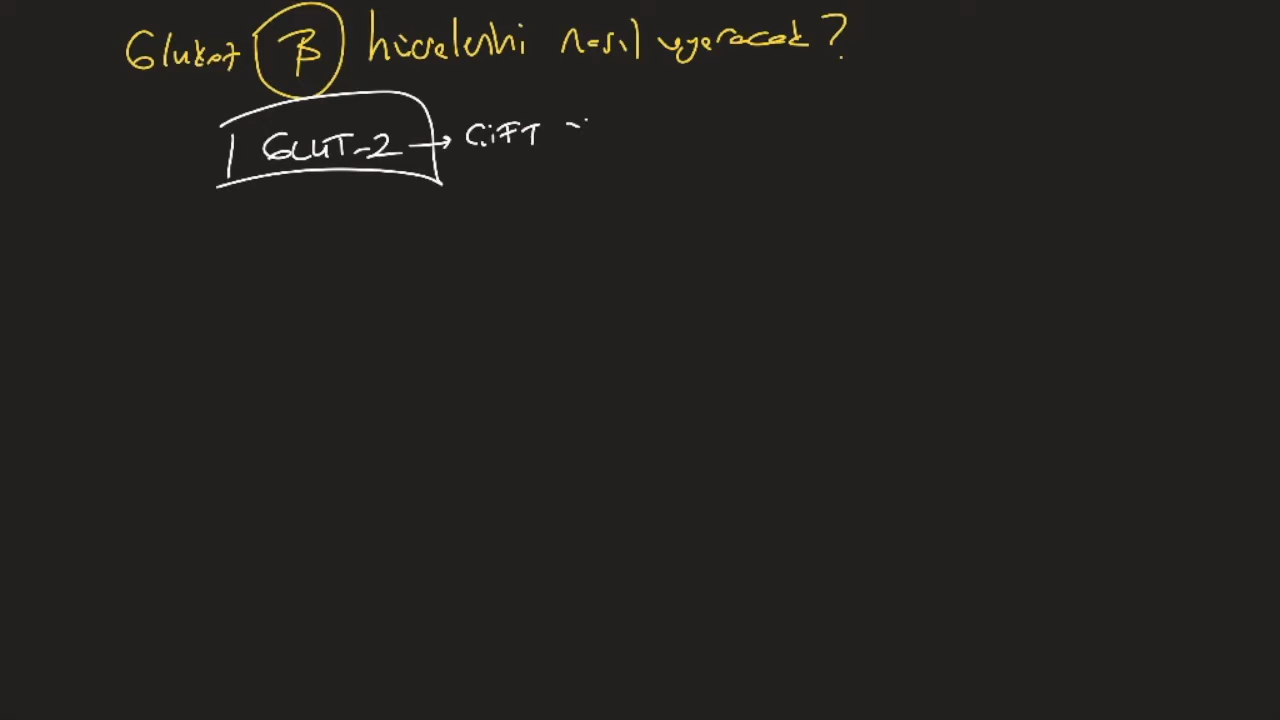 Glukoz β hücrelerini nasıl uyaracak?
GLUT-2 → ÇİFT